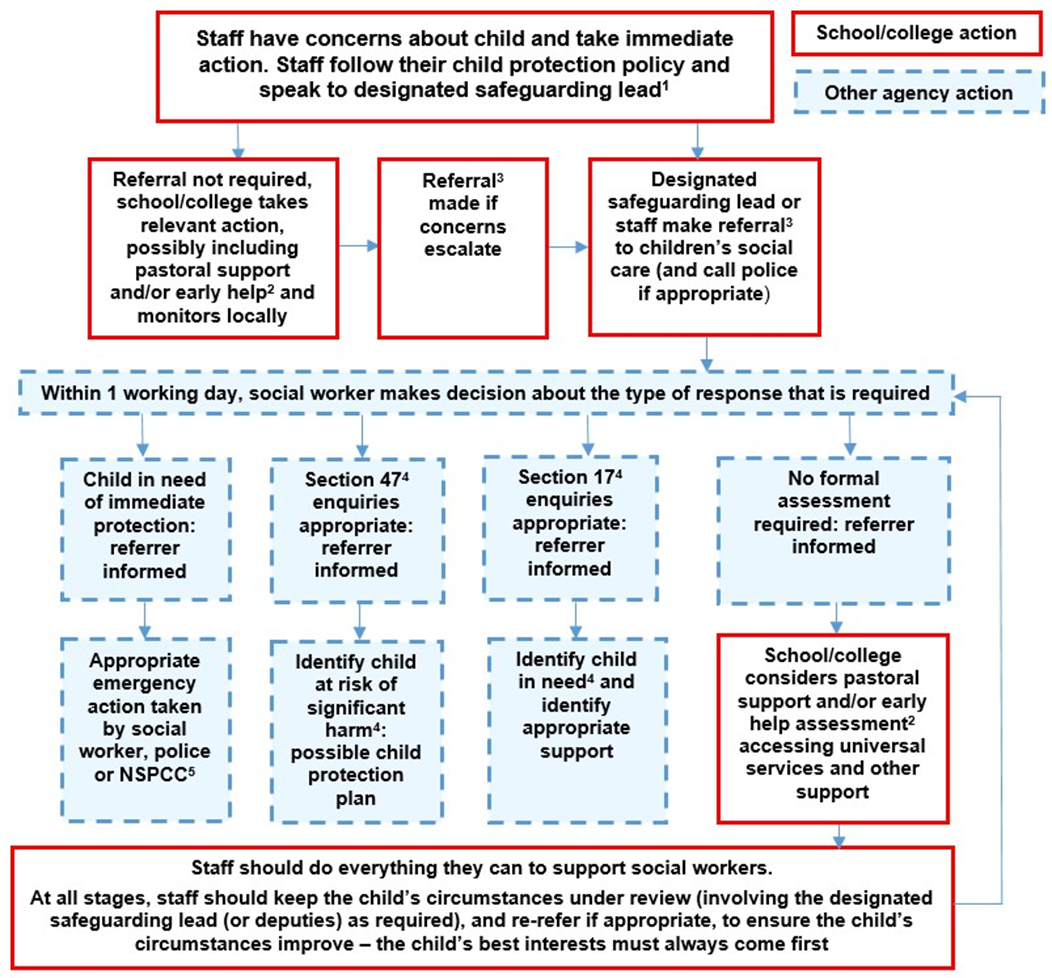 Staff have concerns about child and take immediate
action. Staff follow their child protection policy and
speak to designated safeguarding lead¹
School/college action
Other agency action
Referral not required,
school/college takes
relevant action,
possibly including
pastoral support
and/or early help² and
monitors locally
Referral³
made if
concerns
escalate
Designated
safeguarding lead or
staff make referral³
to children’s social
care (and call police
if appropriate)
Within 1 working day, social worker makes decision about the type of response that is required
Child in need
of immediate
protection:
referrer
informed
Section 47⁴
enquiries
appropriate:
referrer
informed
Section 17⁴
enquiries
appropriate:
referrer
informed
No formal
assessment
required: referrer
informed
Appropriate
emergency
action taken
by social
worker, police
or NSPCC⁵
Identify child
at risk of
significant
harm⁴:
possible child
protection
plan
Identify child
in need⁴ and
identify
appropriate
support
School/college
considers pastoral
support and/or early
help assessment²
accessing universal
services and other
support
Staff should do everything they can to support social workers.
At all stages, staff should keep the child’s circumstances under review (involving the designated
safeguarding lead (or deputies) as required), and re-refer if appropriate, to ensure the child’s
circumstances improve – the child’s best interests must always come first